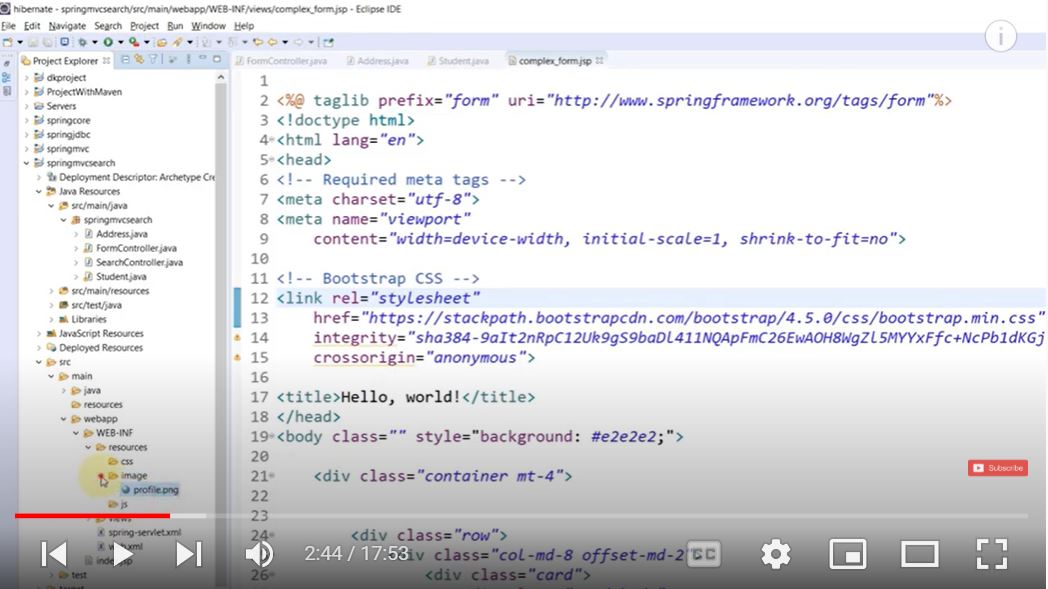 hibernate - springmvcsearch/src/main/webapp/WEB-INF/views/complex_form.jsp - Eclipse IDE
File Edit Navigate Search Project Run Window Help
Project Explorer
FormController.java Address.java Student.java complex_form.jsp
dkproject
ProjectWithMaven
Servers
springcore
springjdbc
springmvc
springmvcsearch
Deployment Descriptor: Archetype Cre
Java Resources
src/main/java
springmvcsearch
Address.java
FormController.java
SearchController.java
Student.java
src/main/resources
src/test/java
Libraries
JavaScript Resources
Deployed Resources
src
main
java
resources
webapp
WEB-INF
resources
css
image
profile.png
js
views
spring-servlet.xml
test
1
2 <%@ taglib prefix="form" uri="http://www.springframework.org/tags/form"%>
3 <!doctype html>
4 <html lang="en">
5 <head>
6 <!-- Required meta tags -->
7 <meta charset="utf-8">
8 <meta name="viewport"
9 content="width=device-width, initial-scale=1, shrink-to-fit=no">
10
11 <!-- Bootstrap CSS -->
12 <link rel="stylesheet"
13 href="https://stackpath.bootstrapcdn.com/bootstrap/4.5.0/css/bootstrap.min.css"
14 integrity="sha384-9aIt2nRpC12Uk9gS9baDl411NQApFmC26EwAOH8WgZl5MYYxFfc+NcPb1dKGj
15 crossorigin="anonymous">
16
17 <title>Hello, world!</title>
18 </head>
19 <body class="" style="background: #e2e2e2;">
20
21 <div class="container mt-4">
22
23
24 <div class="row">
div class="col-md-8 offset-md-2
26 <div class="card">
Subscribe
2:44 / 17:53
CC